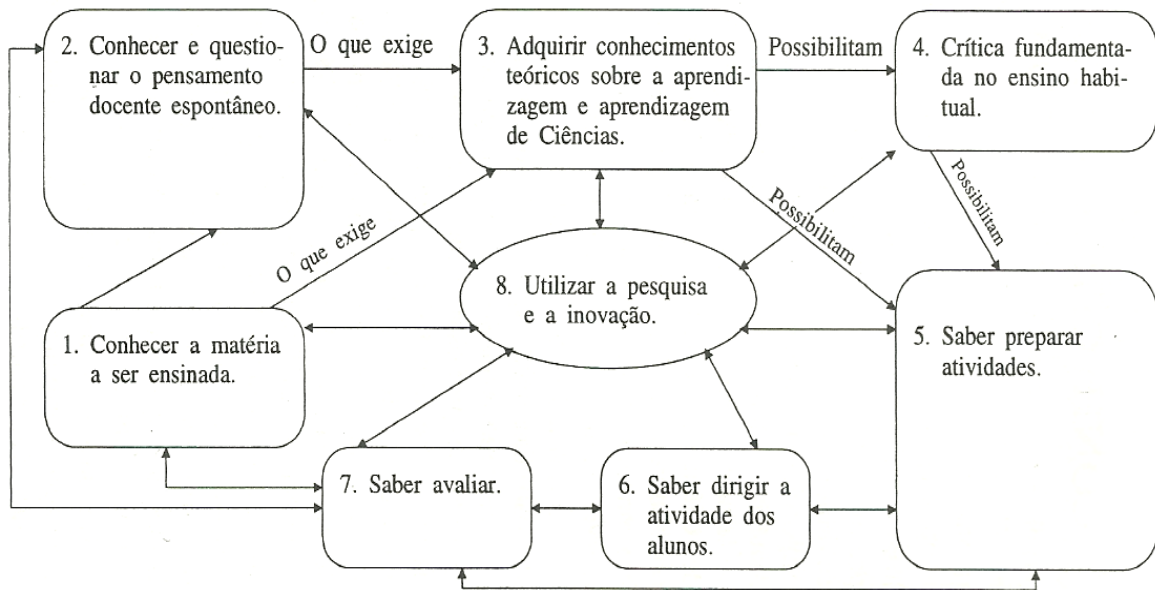 2. Conhecer e questio-
nar o pensamento
docente espontâneo.
O que exige
3. Adquirir conhecimentos
teóricos sobre a aprendi-
zagem e aprendizagem
de Ciências.
Possibilitam
4. Crítica fundamenta-
da no ensino habi-
tual.
O que exige
Possibilitam
Possibilitam
8. Utilizar a pesquisa
e a inovação.
1. Conhecer a matéria
a ser ensinada.
5. Saber preparar
atividades.
7. Saber avaliar.
6. Saber dirigir a
atividade dos
alunos.